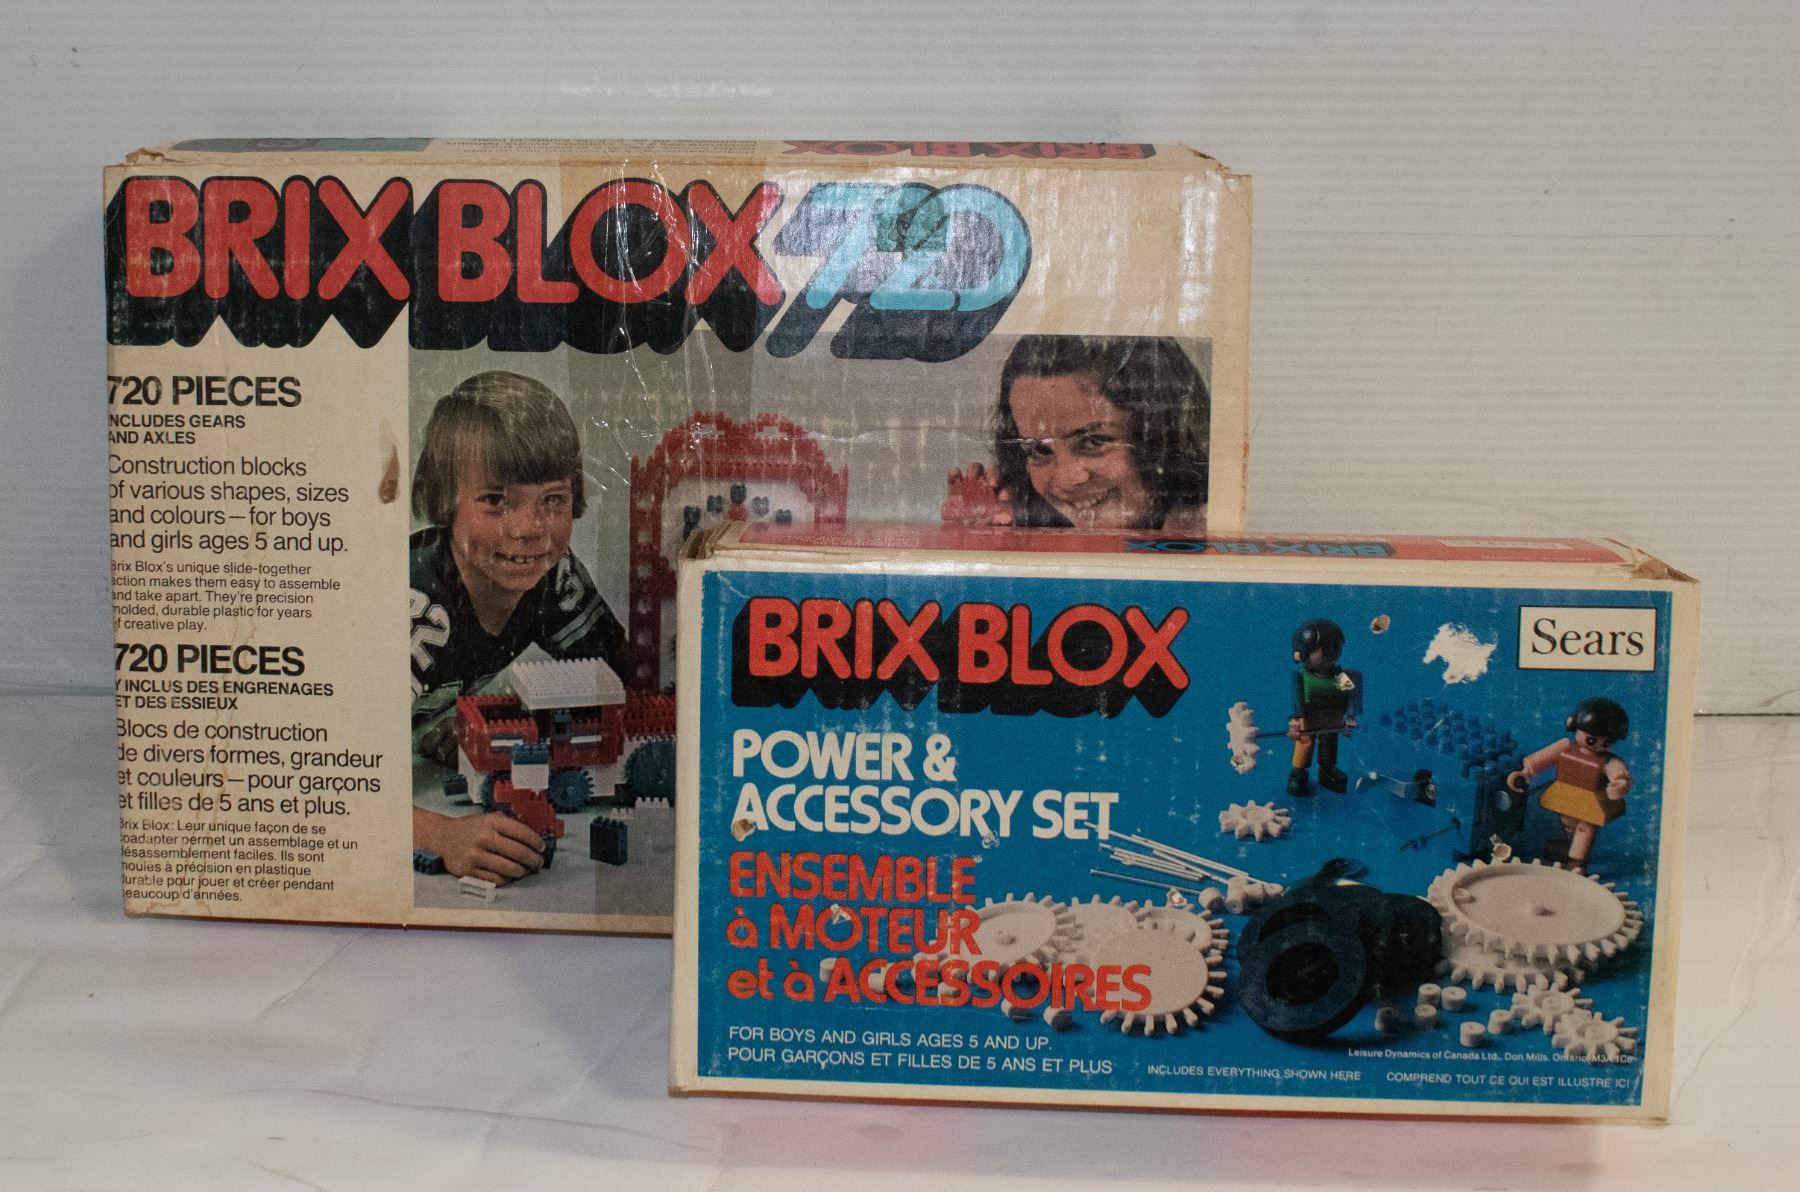 BRIX BLOX
BRIX BLOX 720
720 PIECES
INCLUDES GEARS
AND AXLES
Construction blocks
of various shapes, sizes
and colours—for boys
and girls ages 5 and up.
Brix Blox's unique slide-together
action makes them easy to assemble
and take apart. They're precision
molded, durable plastic for years
of creative play.
720 PIECES
Y INCLUS DES ENGRENAGES
ET DES ESSIEUX
Blocs de construction
de divers formes, grandeur
et couleurs—pour garçons
et filles de 5 ans et plus.
Brix Blox: Leur unique façon de se
coadapter permet un assemblage et un
désassemblement faciles. Ils sont
moulés à précision en plastique
durable pour jouer et créer pendant
beaucoup d'années.
BRIX BLOX
BRIX BLOX
Sears
POWER &
ACCESSORY SET
ENSEMBLE
à MOTEUR
et à ACCESSOIRES
FOR BOYS AND GIRLS AGES 5 AND UP.
POUR GARÇONS ET FILLES DE 5 ANS ET PLUS
Leisure Dynamics of Canada Ltd., Don Mills, Ontario M3A 1C6
INCLUDES EVERYTHING SHOWN HERE COMPREND TOUT CE QUI EST ILLUSTRÉ ICI